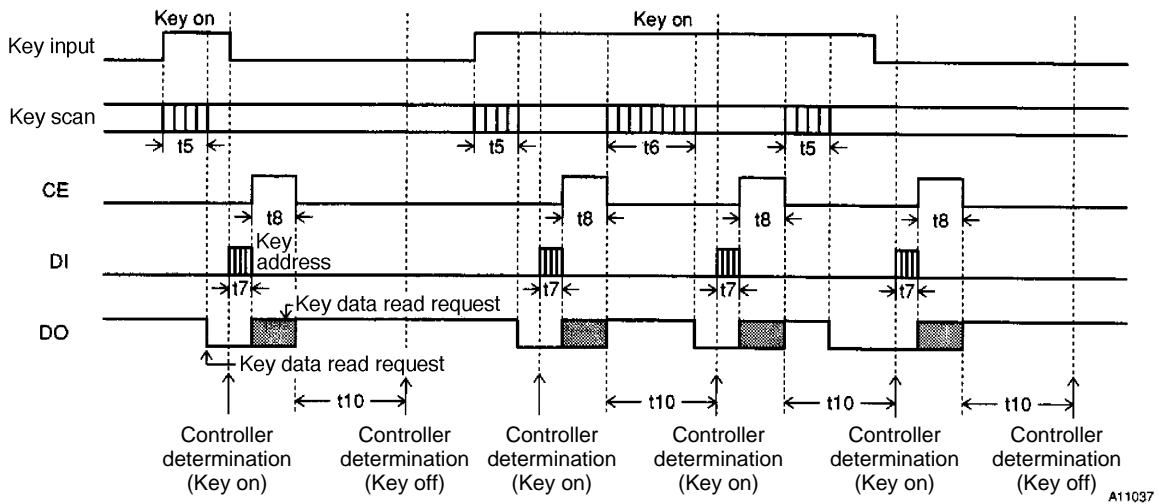 Key on
Key on
Key input
Key scan
t5
t5
t6
t5
CE
t8
t8
t8
t8
DI
Key
address
t7
t7
t7
t7
Key data read request
DO
Key data read request
t10
t10
t10
t10
Controller
determination
(Key on)
Controller
determination
(Key off)
Controller
determination
(Key on)
Controller
determination
(Key on)
Controller
determination
(Key on)
Controller
determination
(Key off)
A11037